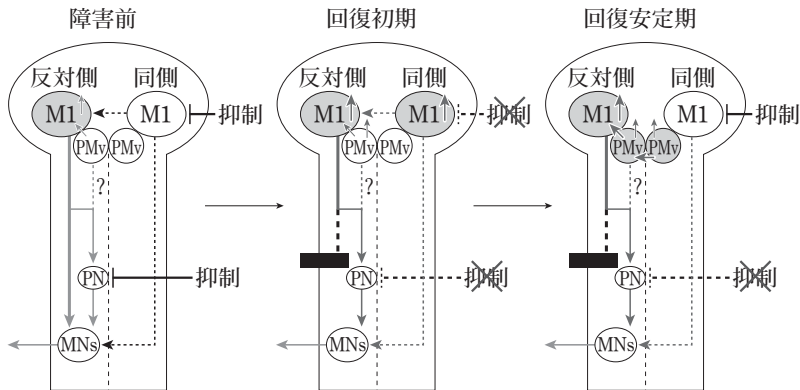 障害前
反対側 同側
M1 M1 抑制
PMv PMv
?
PN 抑制
MNs
回復初期
反対側 同側
M1 M1 抑制
PMv PMv
?
PN 抑制
MNs
回復安定期
反対側 同側
M1 M1 抑制
PMv PMv
?
PN 抑制
MNs